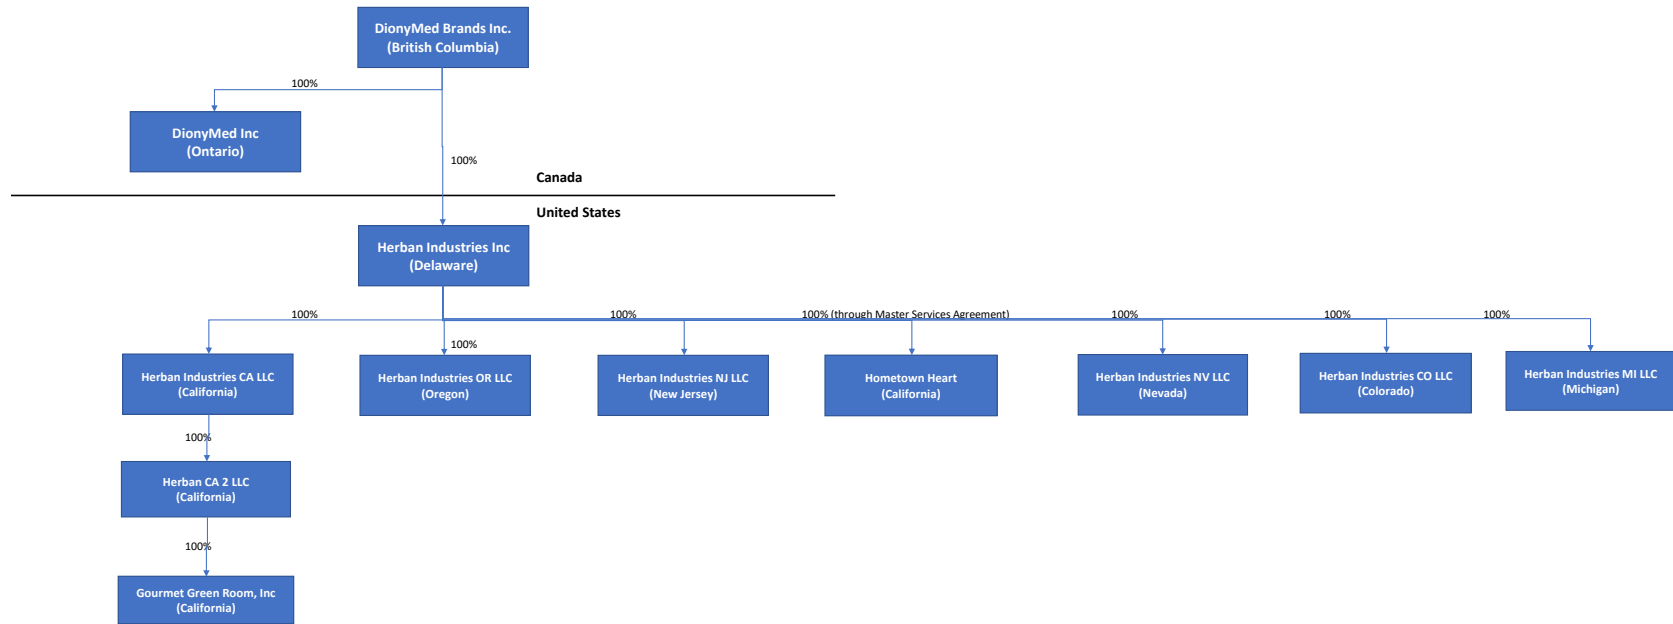 DionyMed Brands Inc.
(British Columbia)
100%
DionyMed Inc
(Ontario)
100%
Canada
United States
Herban Industries Inc
(Delaware)
100%
100%
100% (through Master Services Agreement)
100%
100%
100%
100%
Herban Industries CA LLC
(California)
Herban Industries OR LLC
(Oregon)
Herban Industries NJ LLC
(New Jersey)
Hometown Heart
(California)
Herban Industries NV LLC
(Nevada)
Herban Industries CO LLC
(Colorado)
Herban Industries MI LLC
(Michigan)
100%
Herban CA 2 LLC
(California)
100%
Gourmet Green Room, Inc
(California)